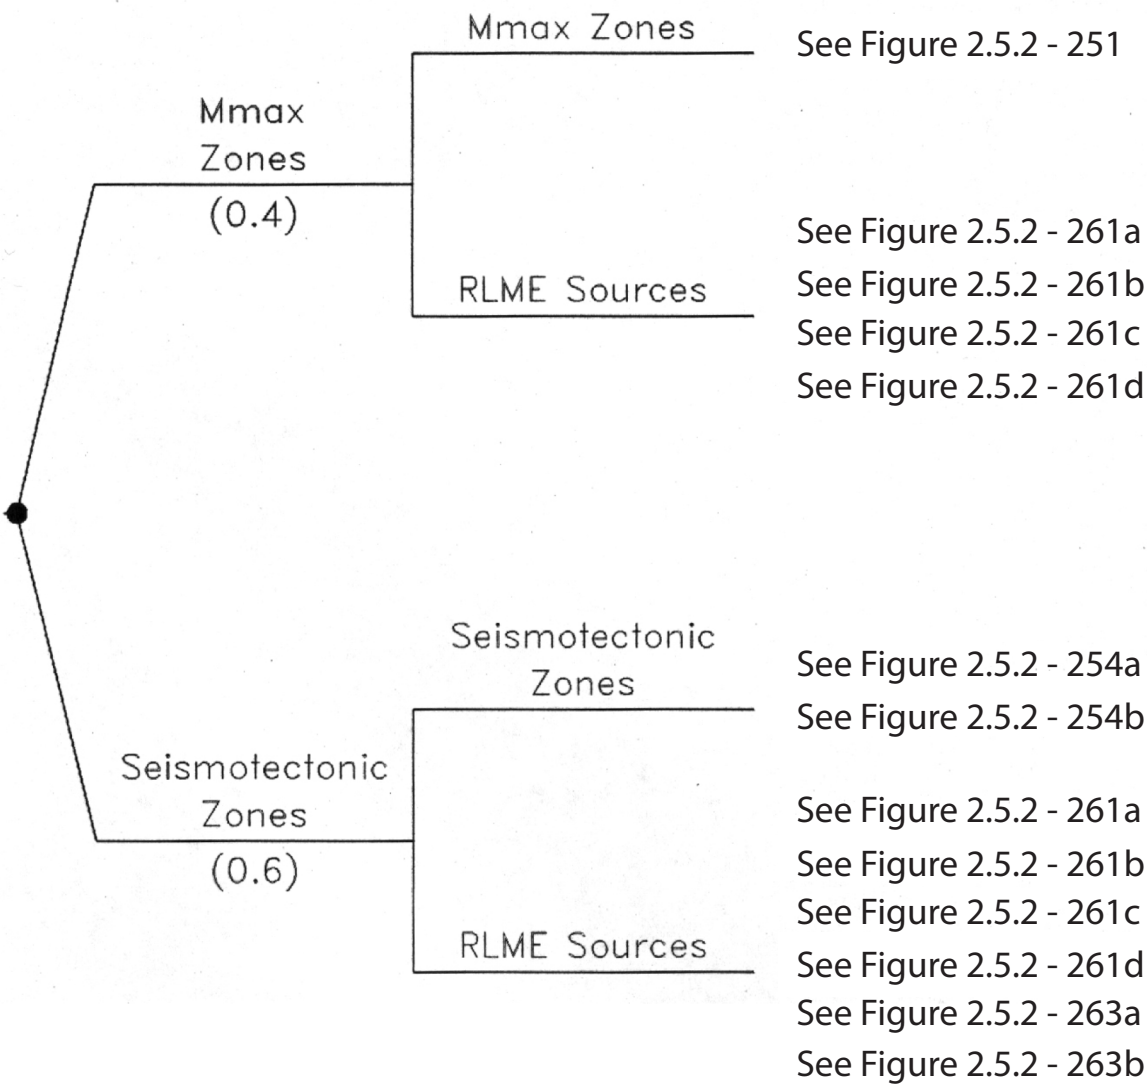 Mmax Zones
See Figure 2.5.2 - 251
Mmax
Zones
(0.4)
See Figure 2.5.2 - 261a
RLME Sources
See Figure 2.5.2 - 261b
See Figure 2.5.2 - 261c
See Figure 2.5.2 - 261d
Seismotectonic
Zones
See Figure 2.5.2 - 254a
See Figure 2.5.2 - 254b
Seismotectonic
Zones
(0.6)
See Figure 2.5.2 - 261a
See Figure 2.5.2 - 261b
See Figure 2.5.2 - 261c
RLME Sources
See Figure 2.5.2 - 261d
See Figure 2.5.2 - 263a
See Figure 2.5.2 - 263b